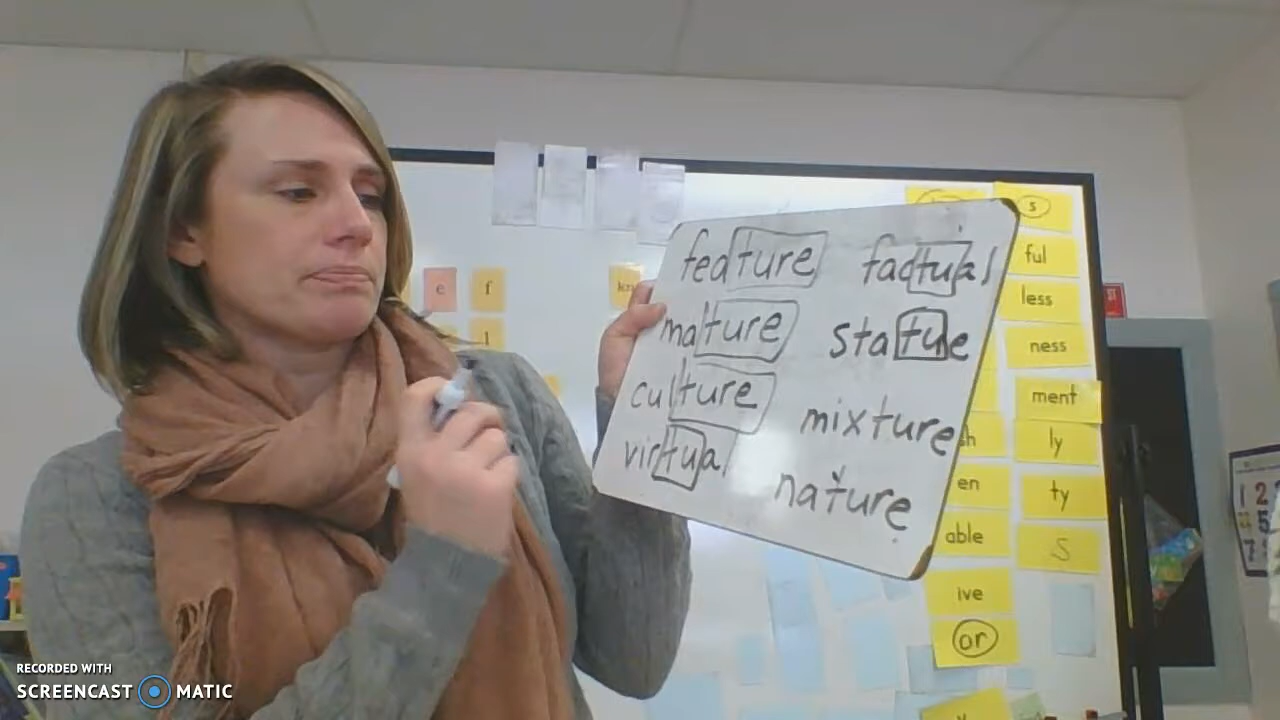 feature factual
mature statue
culture mixture
virtual nature
e f
s
ful
less
ness
ment
ly
en ty
able s
ive
or
RECORDED WITH
SCREENCAST MATIC